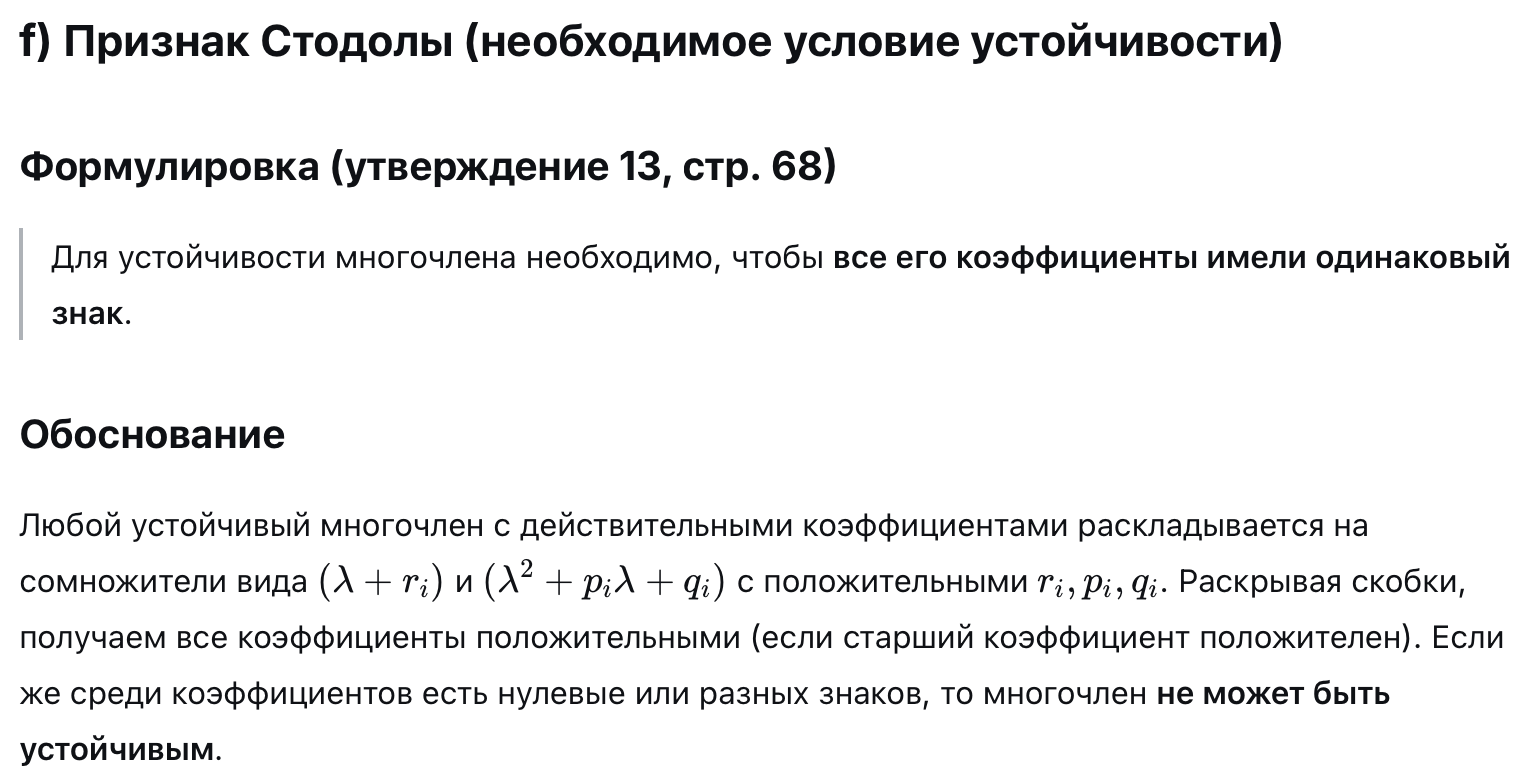 f) Признак Стодолы (необходимое условие устойчивости)
Формулировка (утверждение 13, стр. 68)
Для устойчивости многочлена необходимо, чтобы все его коэффициенты имели одинаковый
знак.
Обоснование
Любой устойчивый многочлен с действительными коэффициентами раскладывается на
сомножители вида (λ + rᵢ) и (λ² + pᵢλ + qᵢ) с положительными rᵢ, pᵢ, qᵢ. Раскрывая скобки,
получаем все коэффициенты положительными (если старший коэффициент положителен). Если
же среди коэффициентов есть нулевые или разных знаков, то многочлен не может быть
устойчивым.